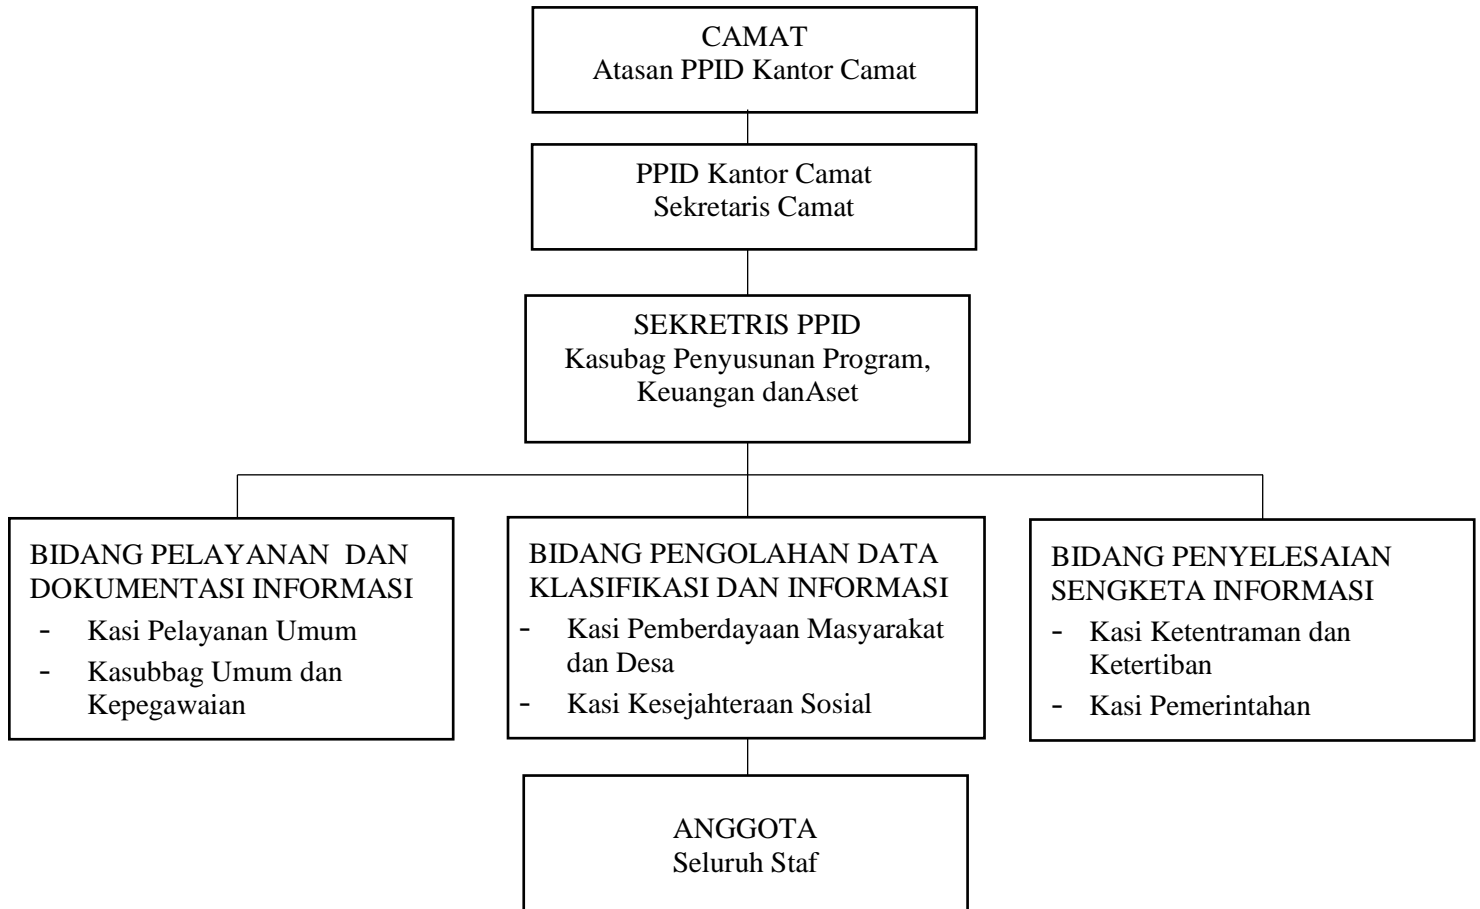 CAMAT
Atasan PPID Kantor Camat
PPID Kantor Camat
Sekretaris Camat
SEKRETRIS PPID
Kasubag Penyusunan Program,
Keuangan danAset
BIDANG PELAYANAN DAN
DOKUMENTASI INFORMASI
- Kasi Pelayanan Umum
- Kasubbag Umum dan
Kepegawaian
BIDANG PENGOLAHAN DATA
KLASIFIKASI DAN INFORMASI
- Kasi Pemberdayaan Masyarakat
dan Desa
- Kasi Kesejahteraan Sosial
BIDANG PENYELESAIAN
SENGKETA INFORMASI
- Kasi Ketentraman dan
Ketertiban
- Kasi Pemerintahan
ANGGOTA
Seluruh Staf